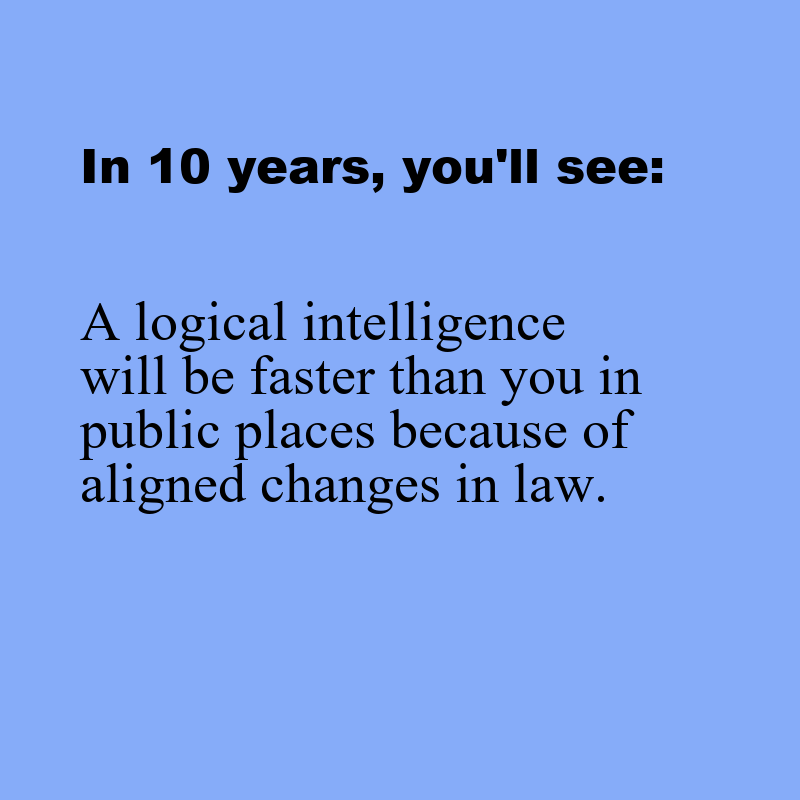 In 10 years, you'll see:
A logical intelligence
will be faster than you in
public places because of
aligned changes in law.